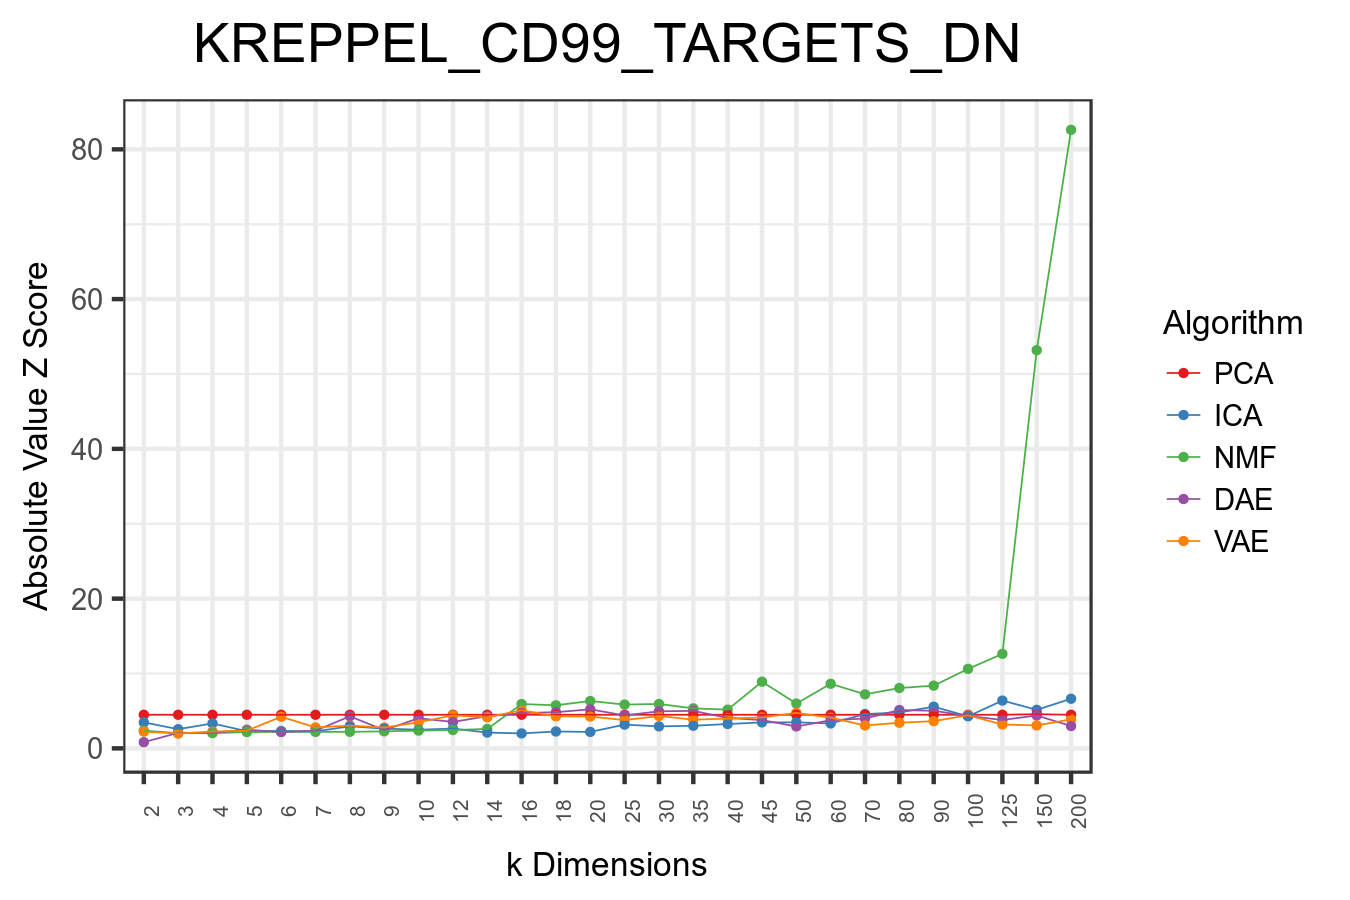 KREPPEL_CD99_TARGETS_DN
Absolute Value Z Score
80
60
40
20
0
2 3 4 5 6 7 8 9 10 12 14 16 18 20 25 30 35 40 45 50 60 70 80 90 100 125 150 200
k Dimensions
Algorithm
PCA
ICA
NMF
DAE
VAE